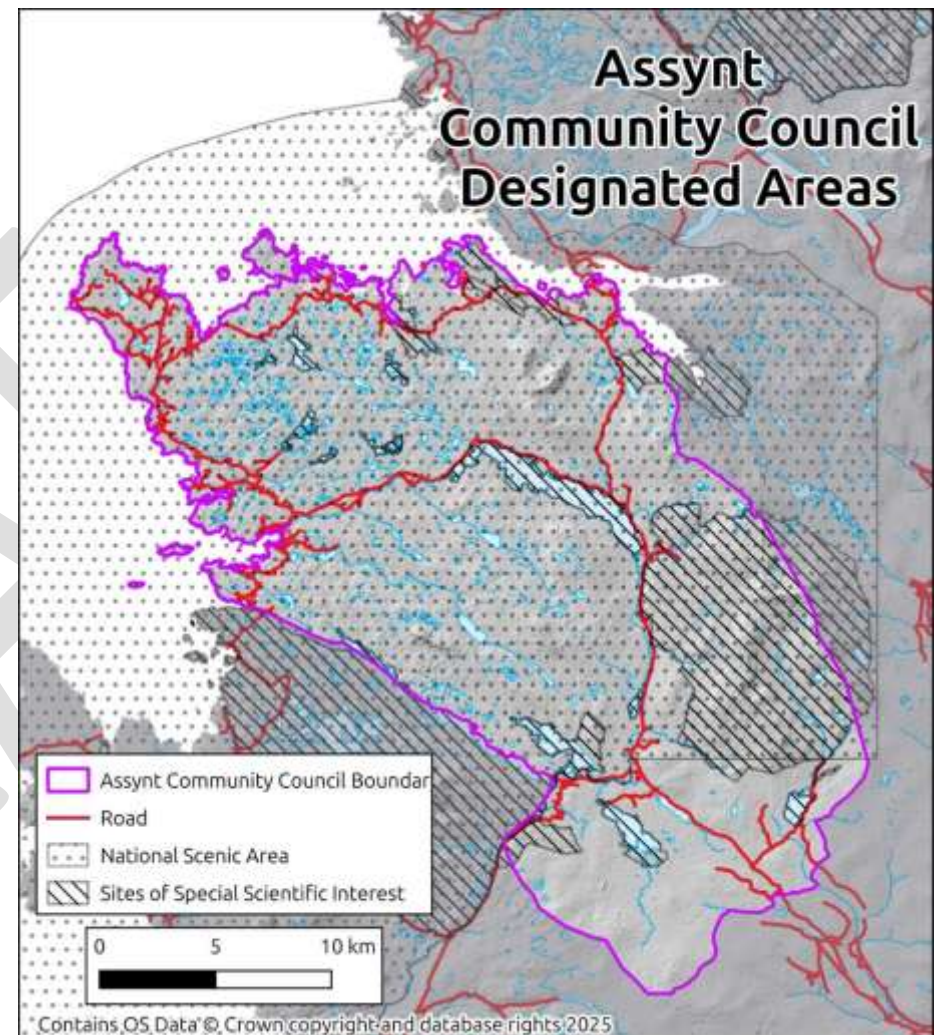 Assynt
Community Council
Designated Areas
Assynt Community Council Boundar
Road
National Scenic Area
Sites of Special Scientific Interest
0 5 10 km
Contains OS Data © Crown copyright and database rights 2025